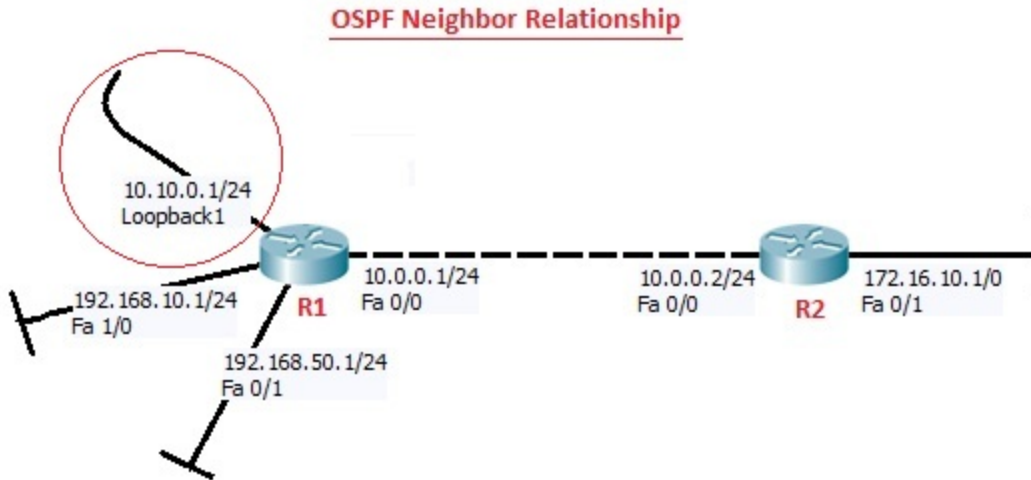 OSPF Neighbor Relationship
10.10.0.1/24
Loopback1
192.168.10.1/24
Fa 1/0
R1
10.0.0.1/24
Fa 0/0
192.168.50.1/24
Fa 0/1
10.0.0.2/24
Fa 0/0
R2
172.16.10.1/0
Fa 0/1